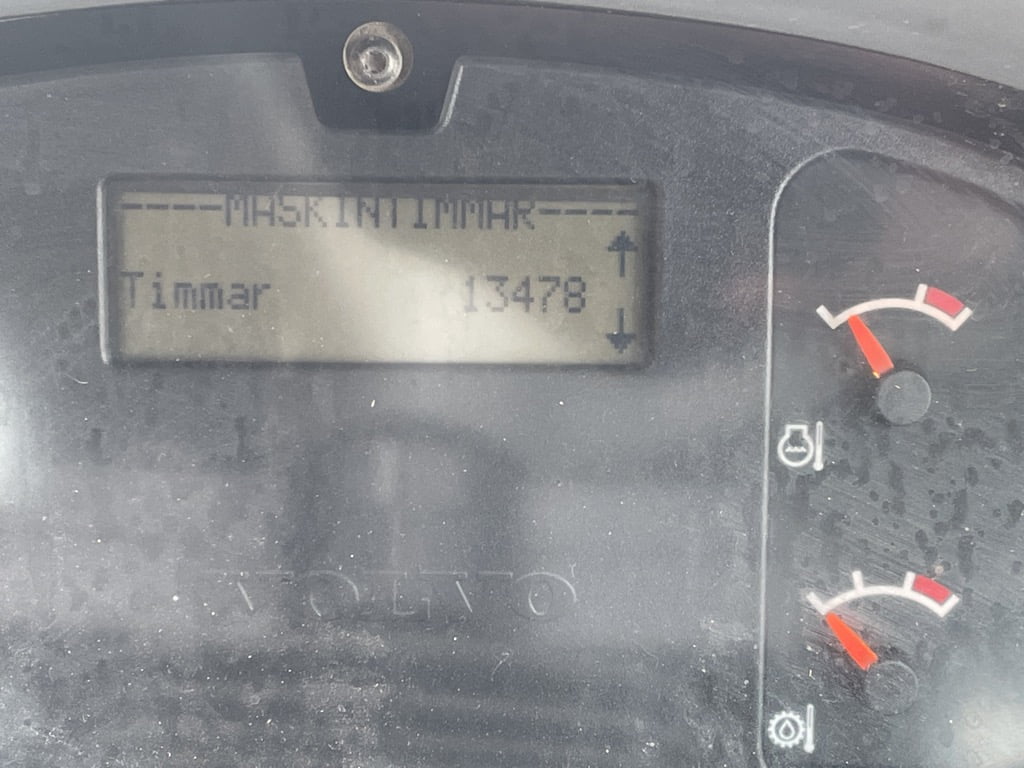 ----MASKINTIMMAR----
Timmar 13478
VOLVO